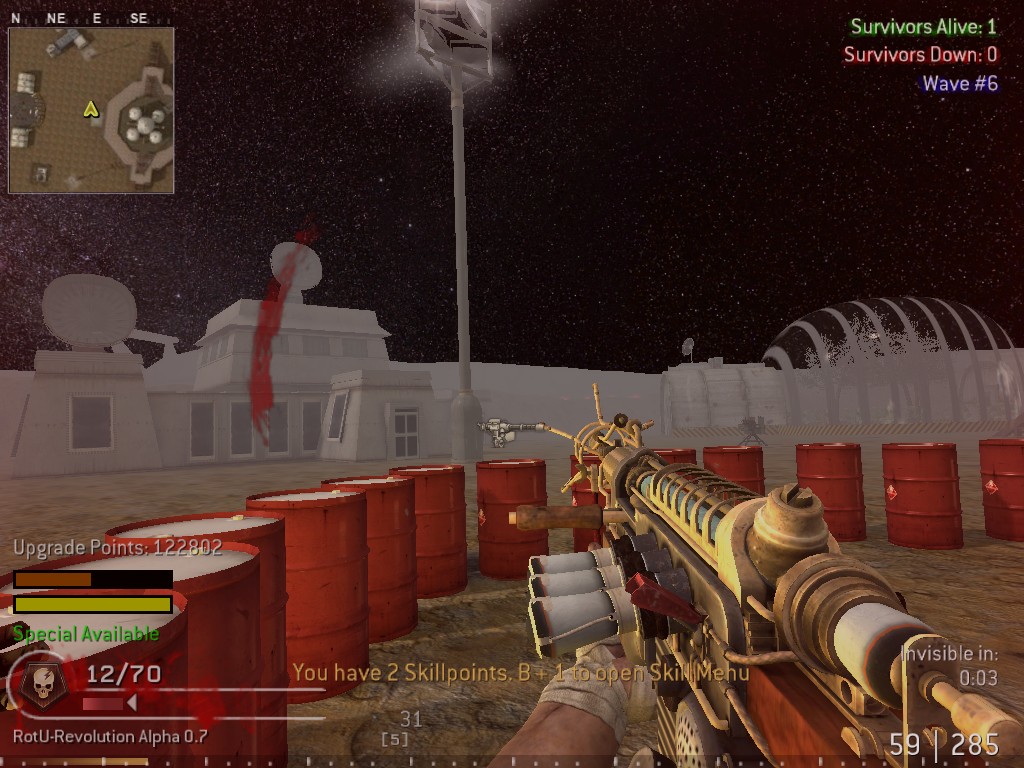 N NE E SE
Survivors Alive: 1
Survivors Down: 0
Wave #6
Upgrade Points: 122802
Special Available
12/70
You have 2 Skillpoints. B + 1 to open Skill Menu
Invisible in:
0:03
31
[5]
RotU-Revolution Alpha 0.7
59 | 285